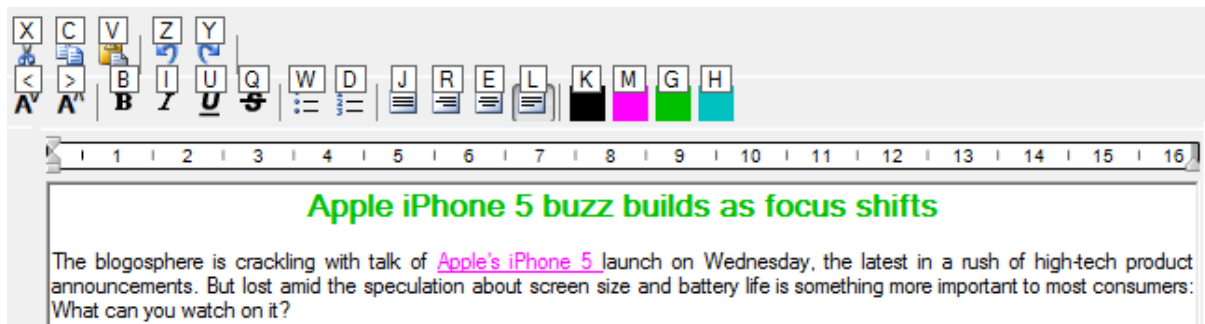 X C V Z Y
< > B I U Q W D J R E L K M G H
A˅ A^ B I U S
1 2 3 4 5 6 7 8 9 10 11 12 13 14 15 16
Apple iPhone 5 buzz builds as focus shifts
The blogosphere is crackling with talk of Apple's iPhone 5 launch on Wednesday, the latest in a rush of high-tech product
announcements. But lost amid the speculation about screen size and battery life is something more important to most consumers:
What can you watch on it?